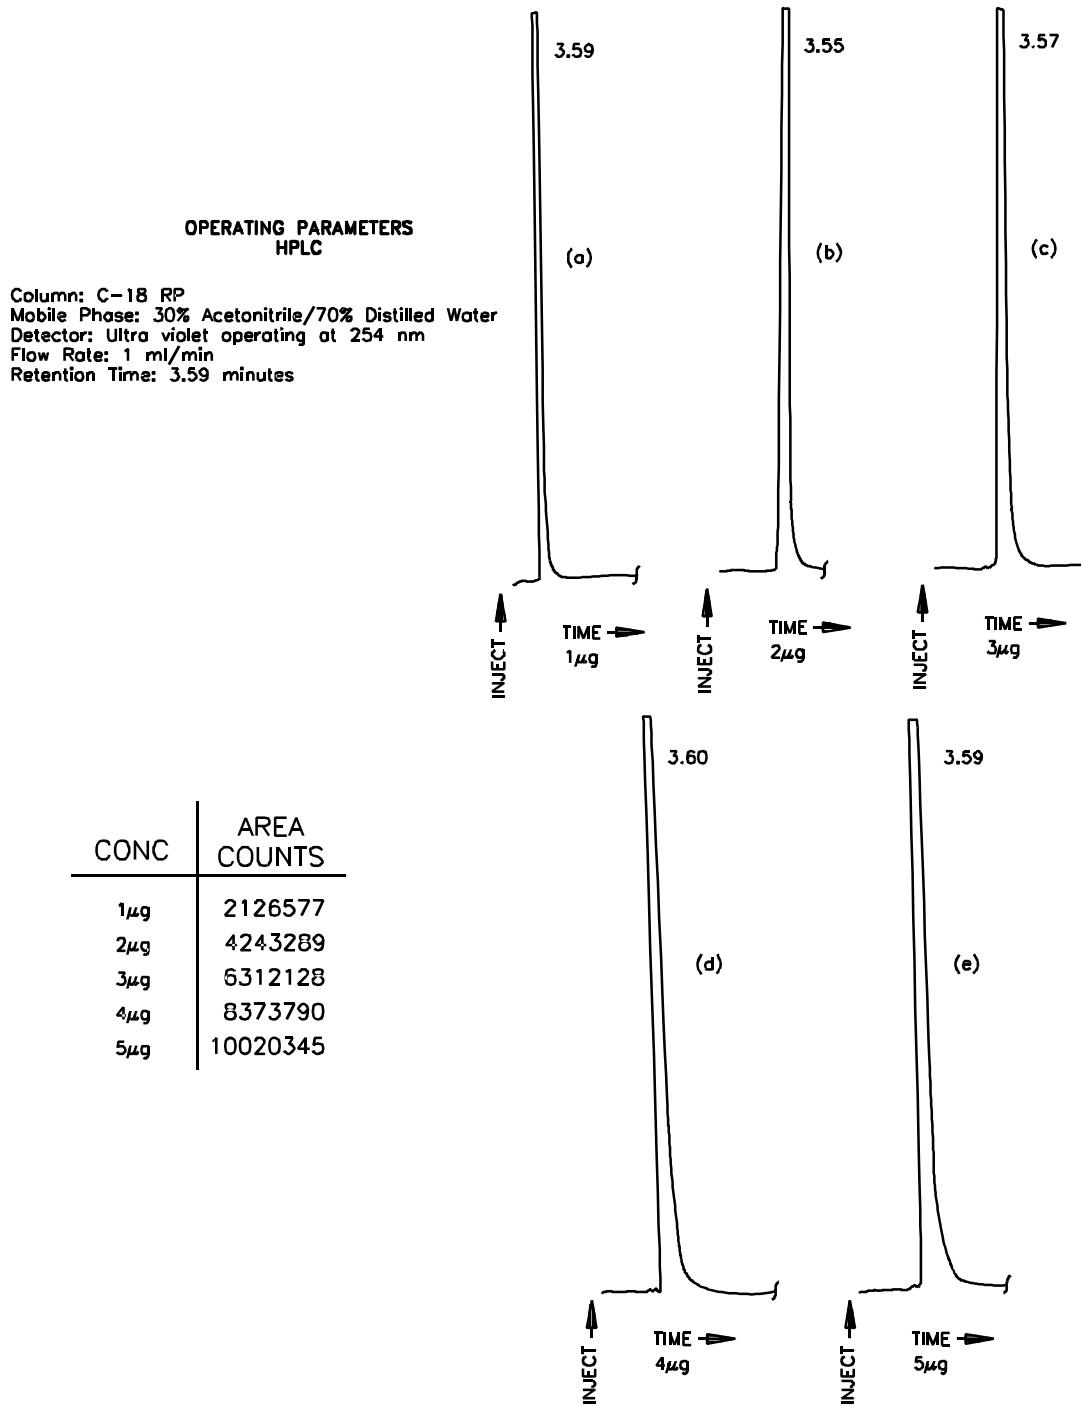 OPERATING PARAMETERS
HPLC
Column: C-18 RP
Mobile Phase: 30% Acetonitrile/70% Distilled Water
Detector: Ultra violet operating at 254 nm
Flow Rate: 1 ml/min
Retention Time: 3.59 minutes
3.59
(a)
INJECT
TIME
1µg
3.55
(b)
INJECT
TIME
2µg
3.57
(c)
INJECT
TIME
3µg
CONC AREA COUNTS
1µg 2126577
2µg 4243289
3µg 6312128
4µg 8373790
5µg 10020345
3.60
(d)
INJECT
TIME
4µg
3.59
(e)
INJECT
TIME
5µg